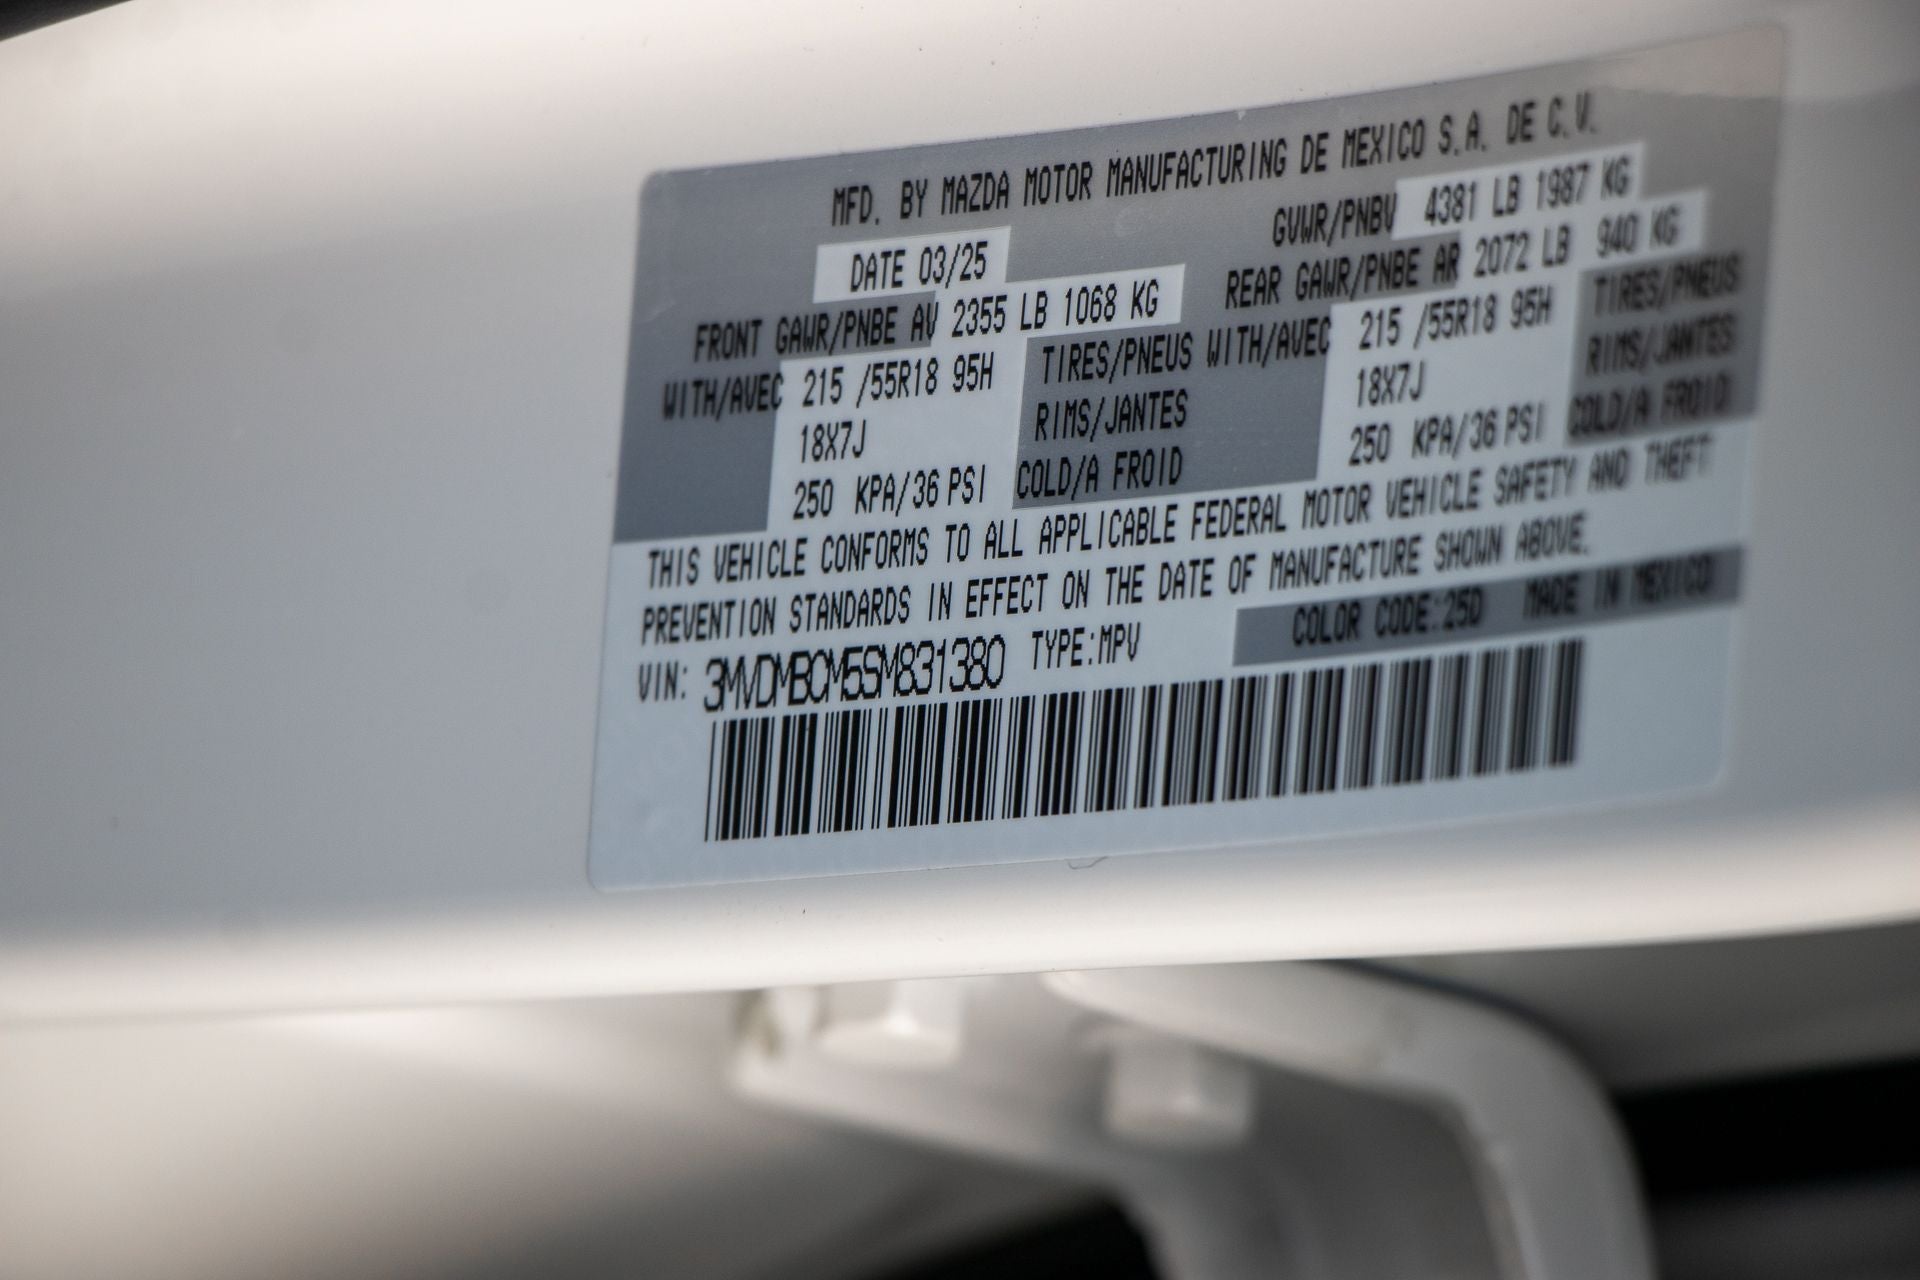 MFD. BY MAZDA MOTOR MANUFACTURING DE MEXICO S.A. DE C.V.
DATE 03/25 GVWR/PNBV 4381 LB 1987 KG
FRONT GAWR/PNBE AV 2355 LB 1068 KG REAR GAWR/PNBE AR 2072 LB 940 KG
WITH/AVEC 215 /55R18 95H TIRES/PNEUS WITH/AVEC 215 /55R18 95H TIRES/PNEUS
18X7J RIMS/JANTES 18X7J RIMS/JANTES
250 KPA/36 PSI COLD/A FROID 250 KPA/36 PSI COLD/A FROID
THIS VEHICLE CONFORMS TO ALL APPLICABLE FEDERAL MOTOR VEHICLE SAFETY AND THEFT
PREVENTION STANDARDS IN EFFECT ON THE DATE OF MANUFACTURE SHOWN ABOVE.
VIN: 3MVDMBCM5SM831380 TYPE:MPV COLOR CODE:25D MADE IN MEXICO